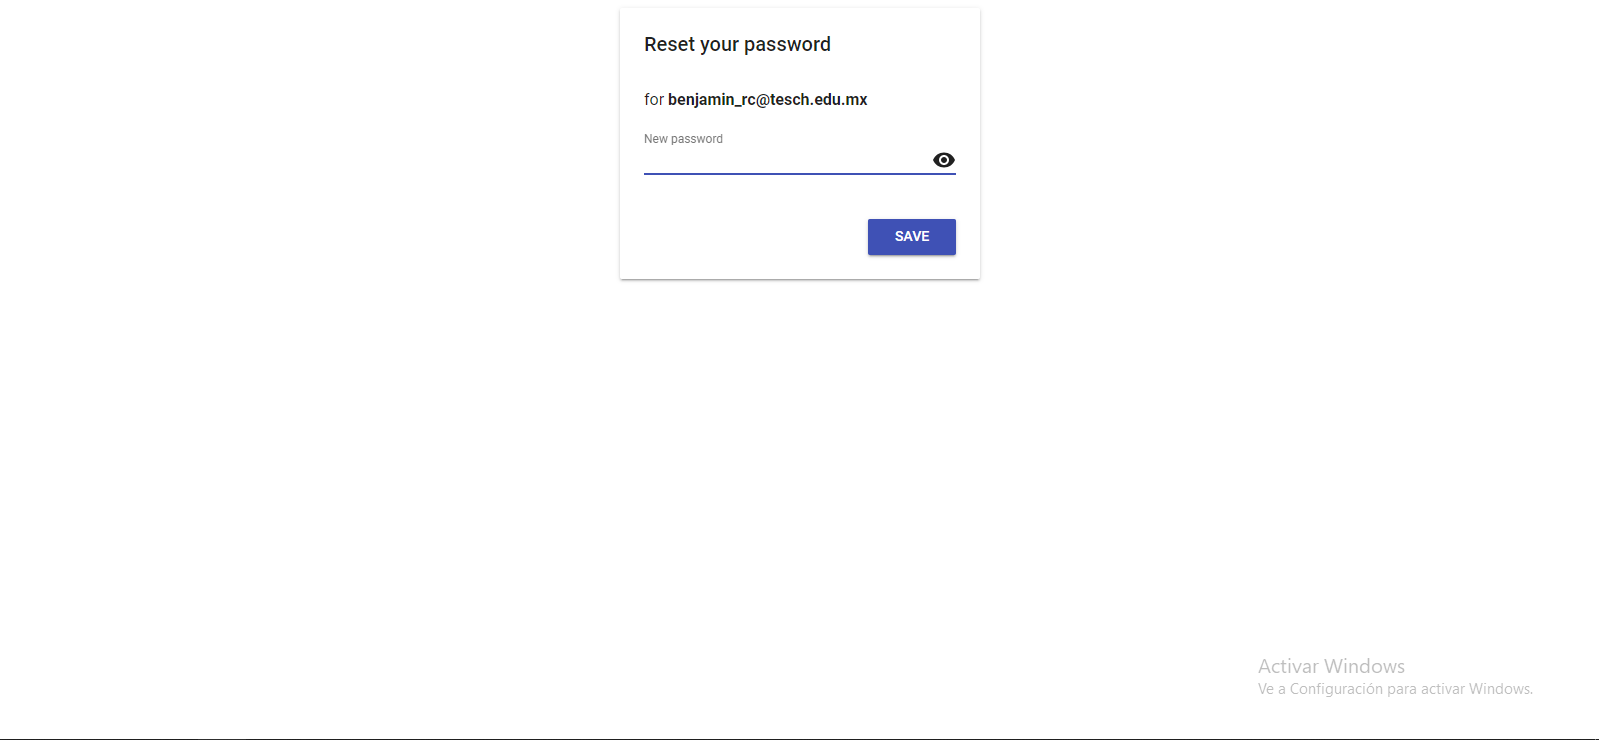 Reset your password
for benjamin_rc@tesch.edu.mx
New password
SAVE
Activar Windows
Ve a Configuración para activar Windows.